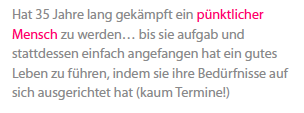 Hat 35 Jahre lang gekämpft ein pünktlicher
Mensch zu werden… bis sie aufgab und
stattdessen einfach angefangen hat ein gutes
Leben zu führen, indem sie ihre Bedürfnisse auf
sich ausgerichtet hat (kaum Termine!)